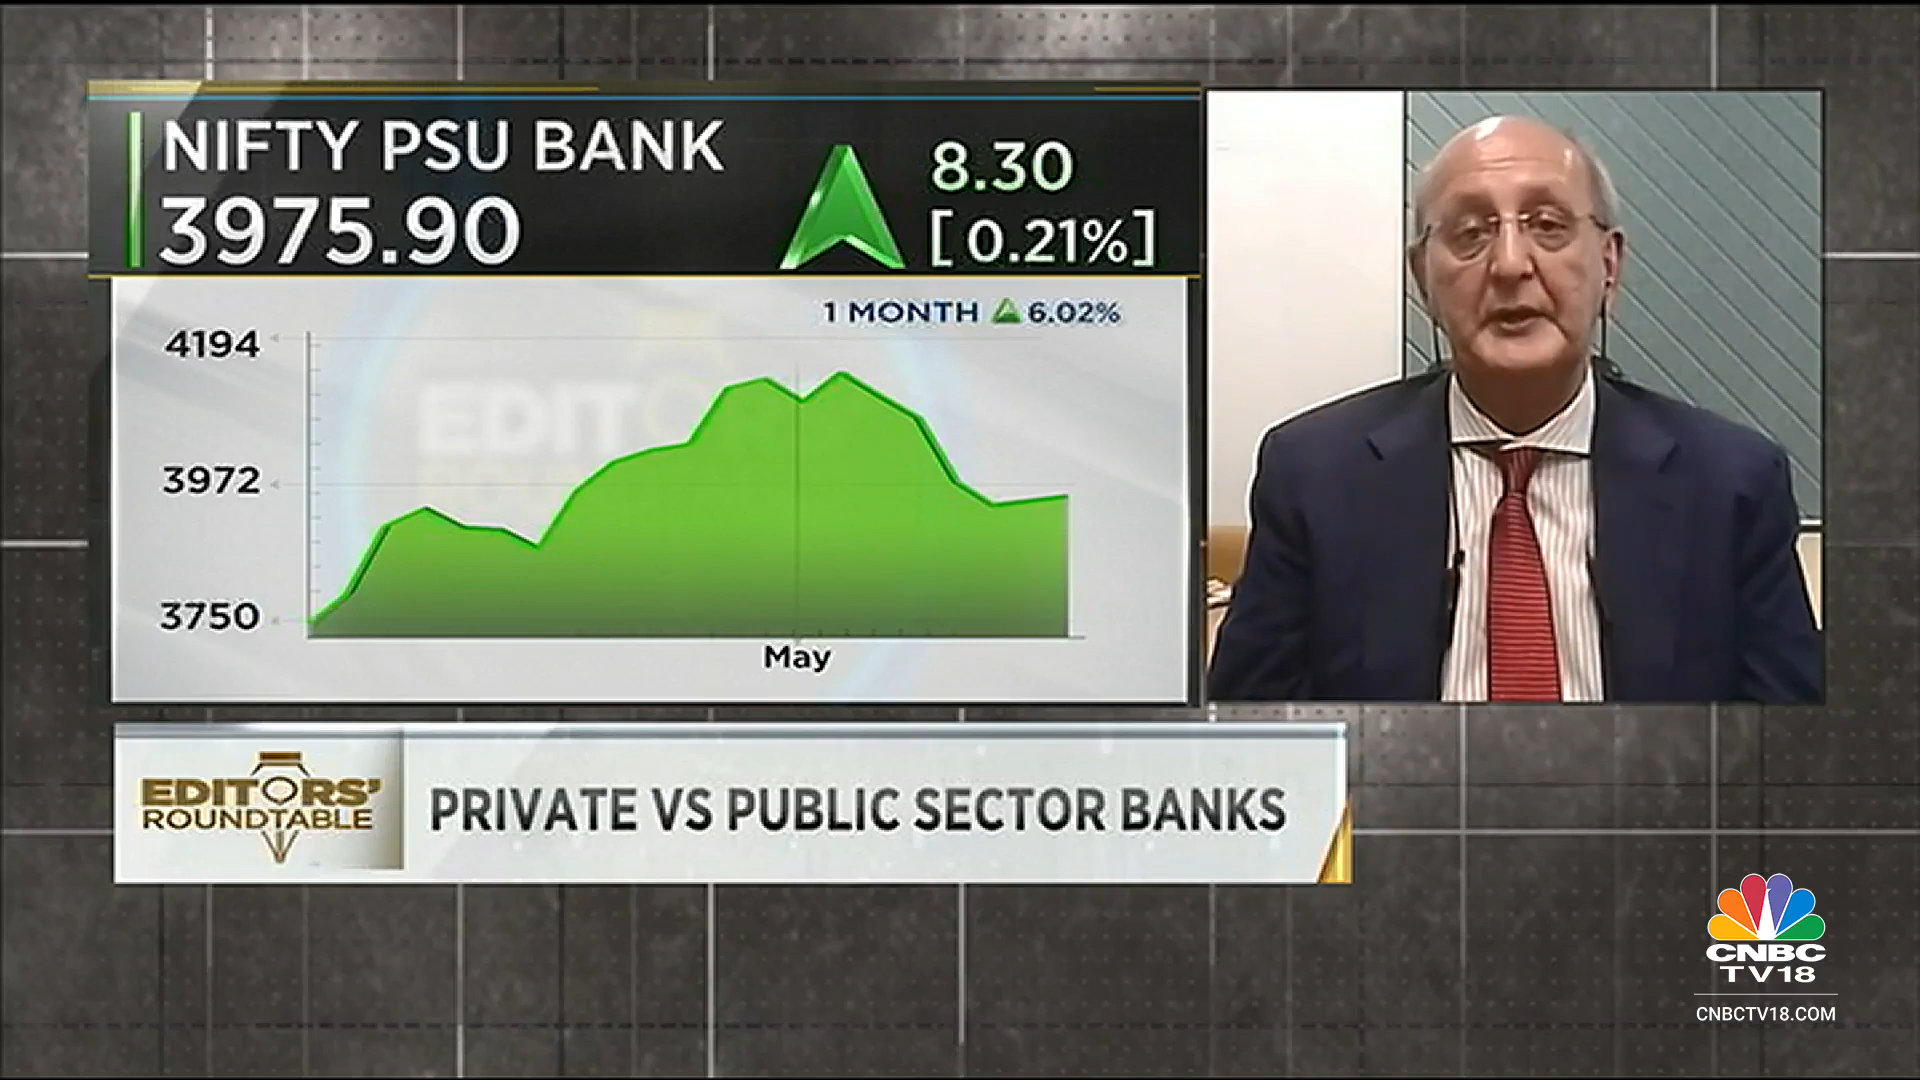 NIFTY PSU BANK
3975.90
8.30
[ 0.21%]
1 MONTH 6.02%
4194
3972
3750
May
EDIT
EDITORS'
ROUNDTABLE
PRIVATE VS PUBLIC SECTOR BANKS
CNBC
TV18
CNBCTV18.COM